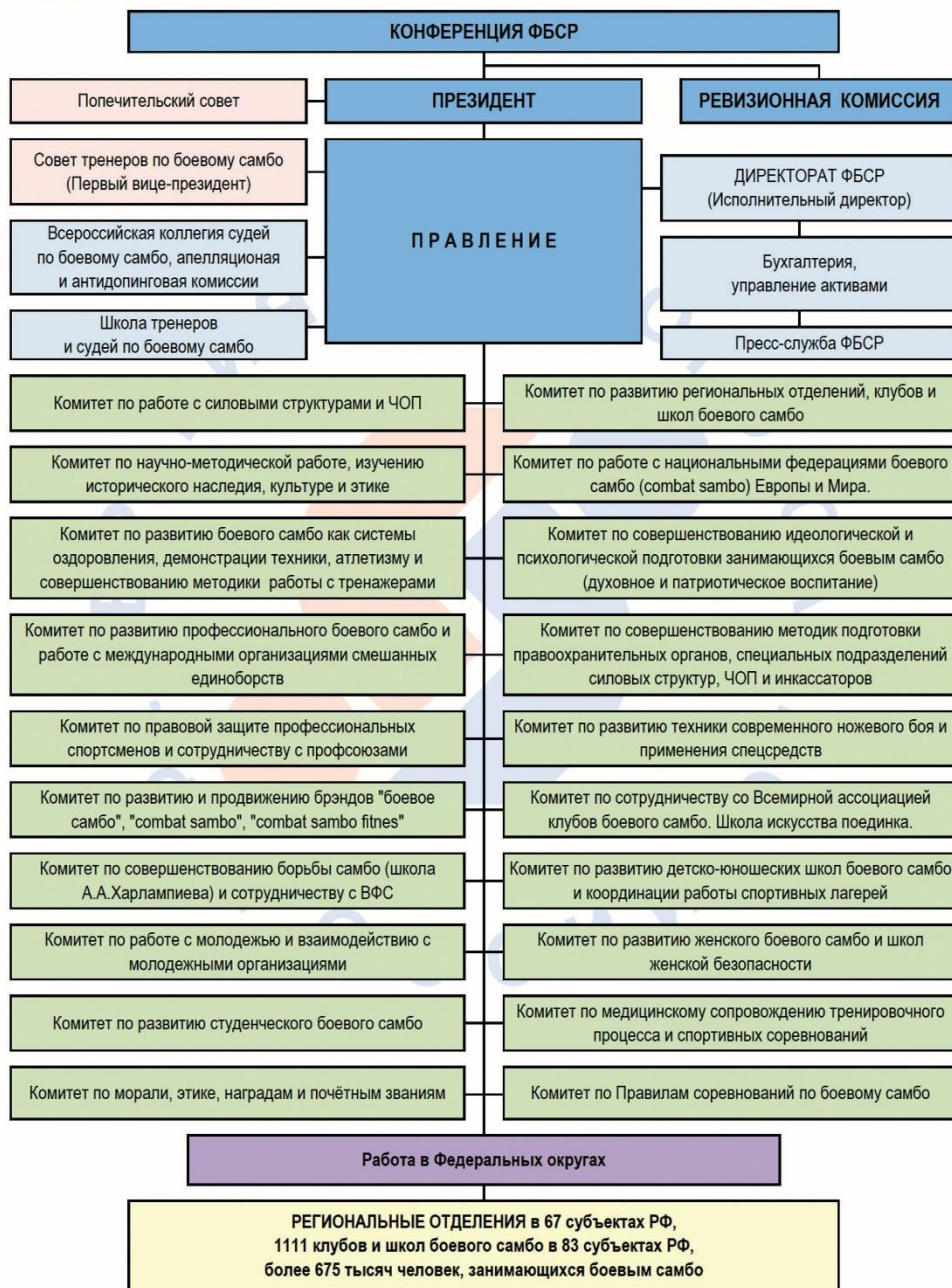 КОНФЕРЕНЦИЯ ФБСР
Попечительский совет
ПРЕЗИДЕНТ
РЕВИЗИОННАЯ КОМИССИЯ
Совет тренеров по боевому самбо
(Первый вице-президент)
Всероссийская коллегия судей
по боевому самбо, апелляционая
и антидопинговая комиссии
Школа тренеров
и судей по боевому самбо
ПРАВЛЕНИЕ
ДИРЕКТОРАТ ФБСР
(Исполнительный директор)
Бухгалтерия,
управление активами
Пресс-служба ФБСР
Комитет по работе с силовыми структурами и ЧОП
Комитет по развитию региональных отделений, клубов и
школ боевого самбо
Комитет по научно-методической работе, изучению
исторического наследия, культуре и этике
Комитет по работе с национальными федерациями боевого
самбо (combat sambo) Европы и Мира.
Комитет по развитию боевого самбо как системы
оздоровления, демонстрации техники, атлетизму и
совершенствованию методики работы с тренажерами
Комитет по совершенствованию идеологической и
психологической подготовки занимающихся боевым самбо
(духовное и патриотическое воспитание)
Комитет по развитию профессионального боевого самбо и
работе с международными организациями смешанных
единоборств
Комитет по совершенствованию методик подготовки
правоохранительных органов, специальных подразделений
силовых структур, ЧОП и инкассаторов
Комитет по правовой защите профессиональных
спортсменов и сотрудничеству с профсоюзами
Комитет по развитию техники современного ножевого боя и
применения спецсредств
Комитет по развитию и продвижению брэндов "боевое
самбо", "combat sambo", "combat sambo fitnes"
Комитет по сотрудничеству со Всемирной ассоциацией
клубов боевого самбо. Школа искусства поединка.
Комитет по совершенствованию борьбы самбо (школа
А.А.Харлампиева) и сотрудничеству с ВФС
Комитет по развитию детско-юношеских школ боевого самбо
и координации работы спортивных лагерей
Комитет по работе с молодежью и взаимодействию с
молодежными организациями
Комитет по развитию женского боевого самбо и школ
женской безопасности
Комитет по развитию студенческого боевого самбо
Комитет по медицинскому сопровождению тренировочного
процесса и спортивных соревнований
Комитет по морали, этике, наградам и почётным званиям
Комитет по Правилам соревнований по боевому самбо
Работа в Федеральных округах
РЕГИОНАЛЬНЫЕ ОТДЕЛЕНИЯ в 67 субъектах РФ,
1111 клубов и школ боевого самбо в 83 субъектах РФ,
более 675 тысяч человек, занимающихся боевым самбо